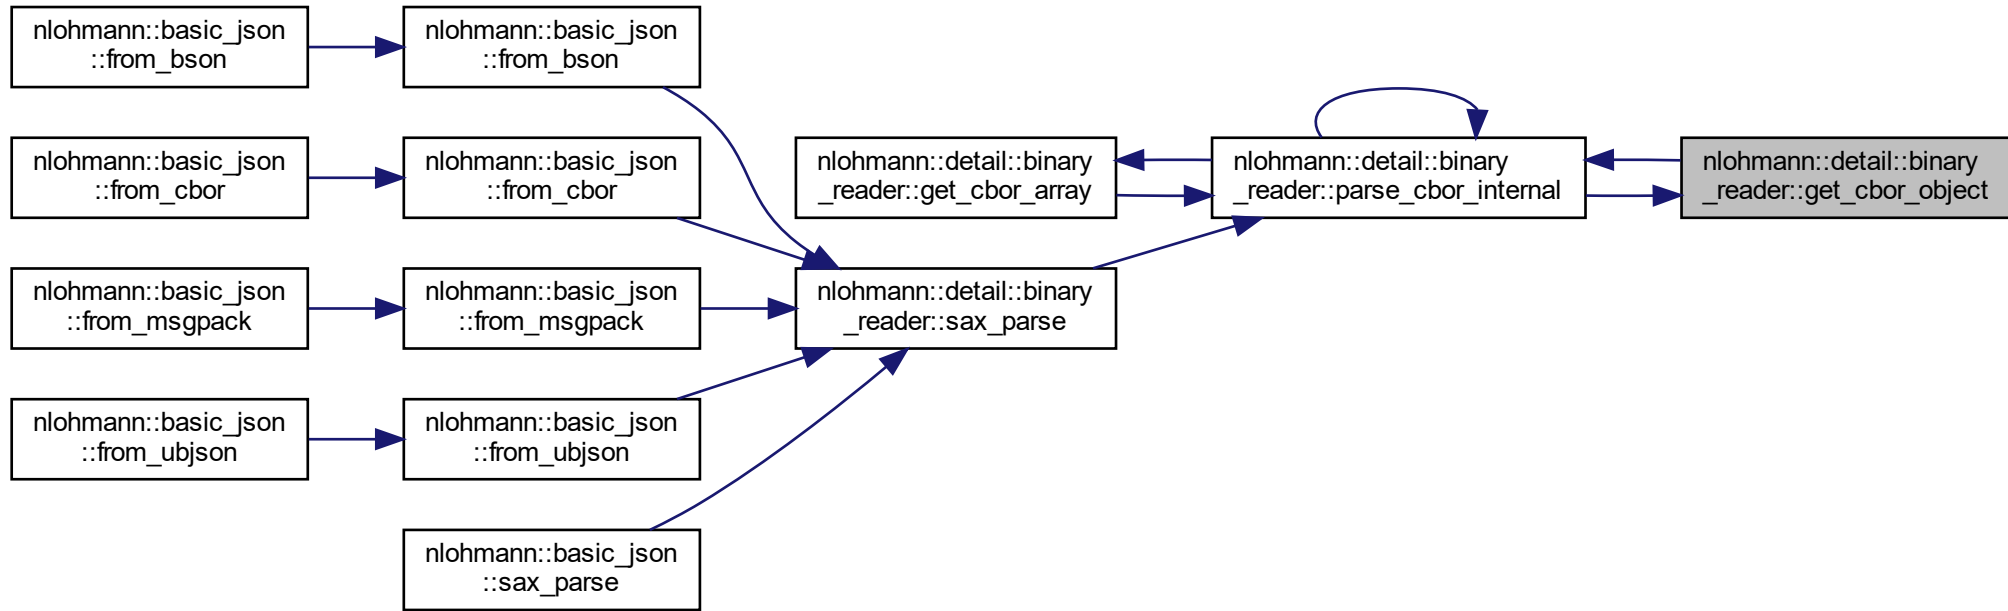 nlohmann::basic_json
::from_bson
nlohmann::basic_json
::from_bson
nlohmann::basic_json
::from_cbor
nlohmann::basic_json
::from_cbor
nlohmann::detail::binary
_reader::get_cbor_array
nlohmann::detail::binary
_reader::parse_cbor_internal
nlohmann::detail::binary
_reader::get_cbor_object
nlohmann::basic_json
::from_msgpack
nlohmann::basic_json
::from_msgpack
nlohmann::detail::binary
_reader::sax_parse
nlohmann::basic_json
::from_ubjson
nlohmann::basic_json
::from_ubjson
nlohmann::basic_json
::sax_parse